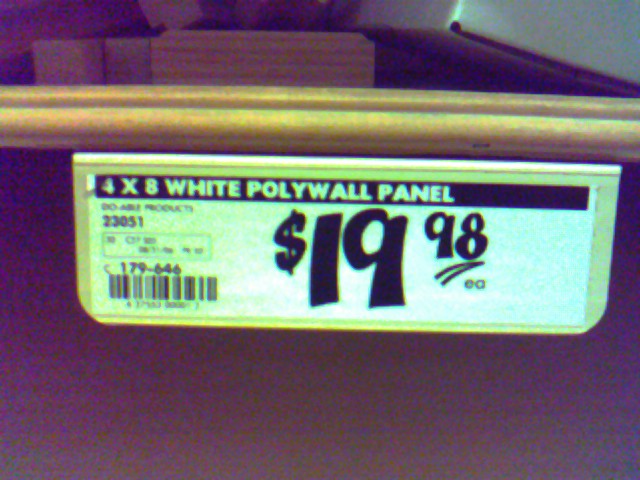 4 X 8 WHITE POLYWALL PANEL
DO-ABLE PRODUCTS
23051
179-646
$19 98
ea